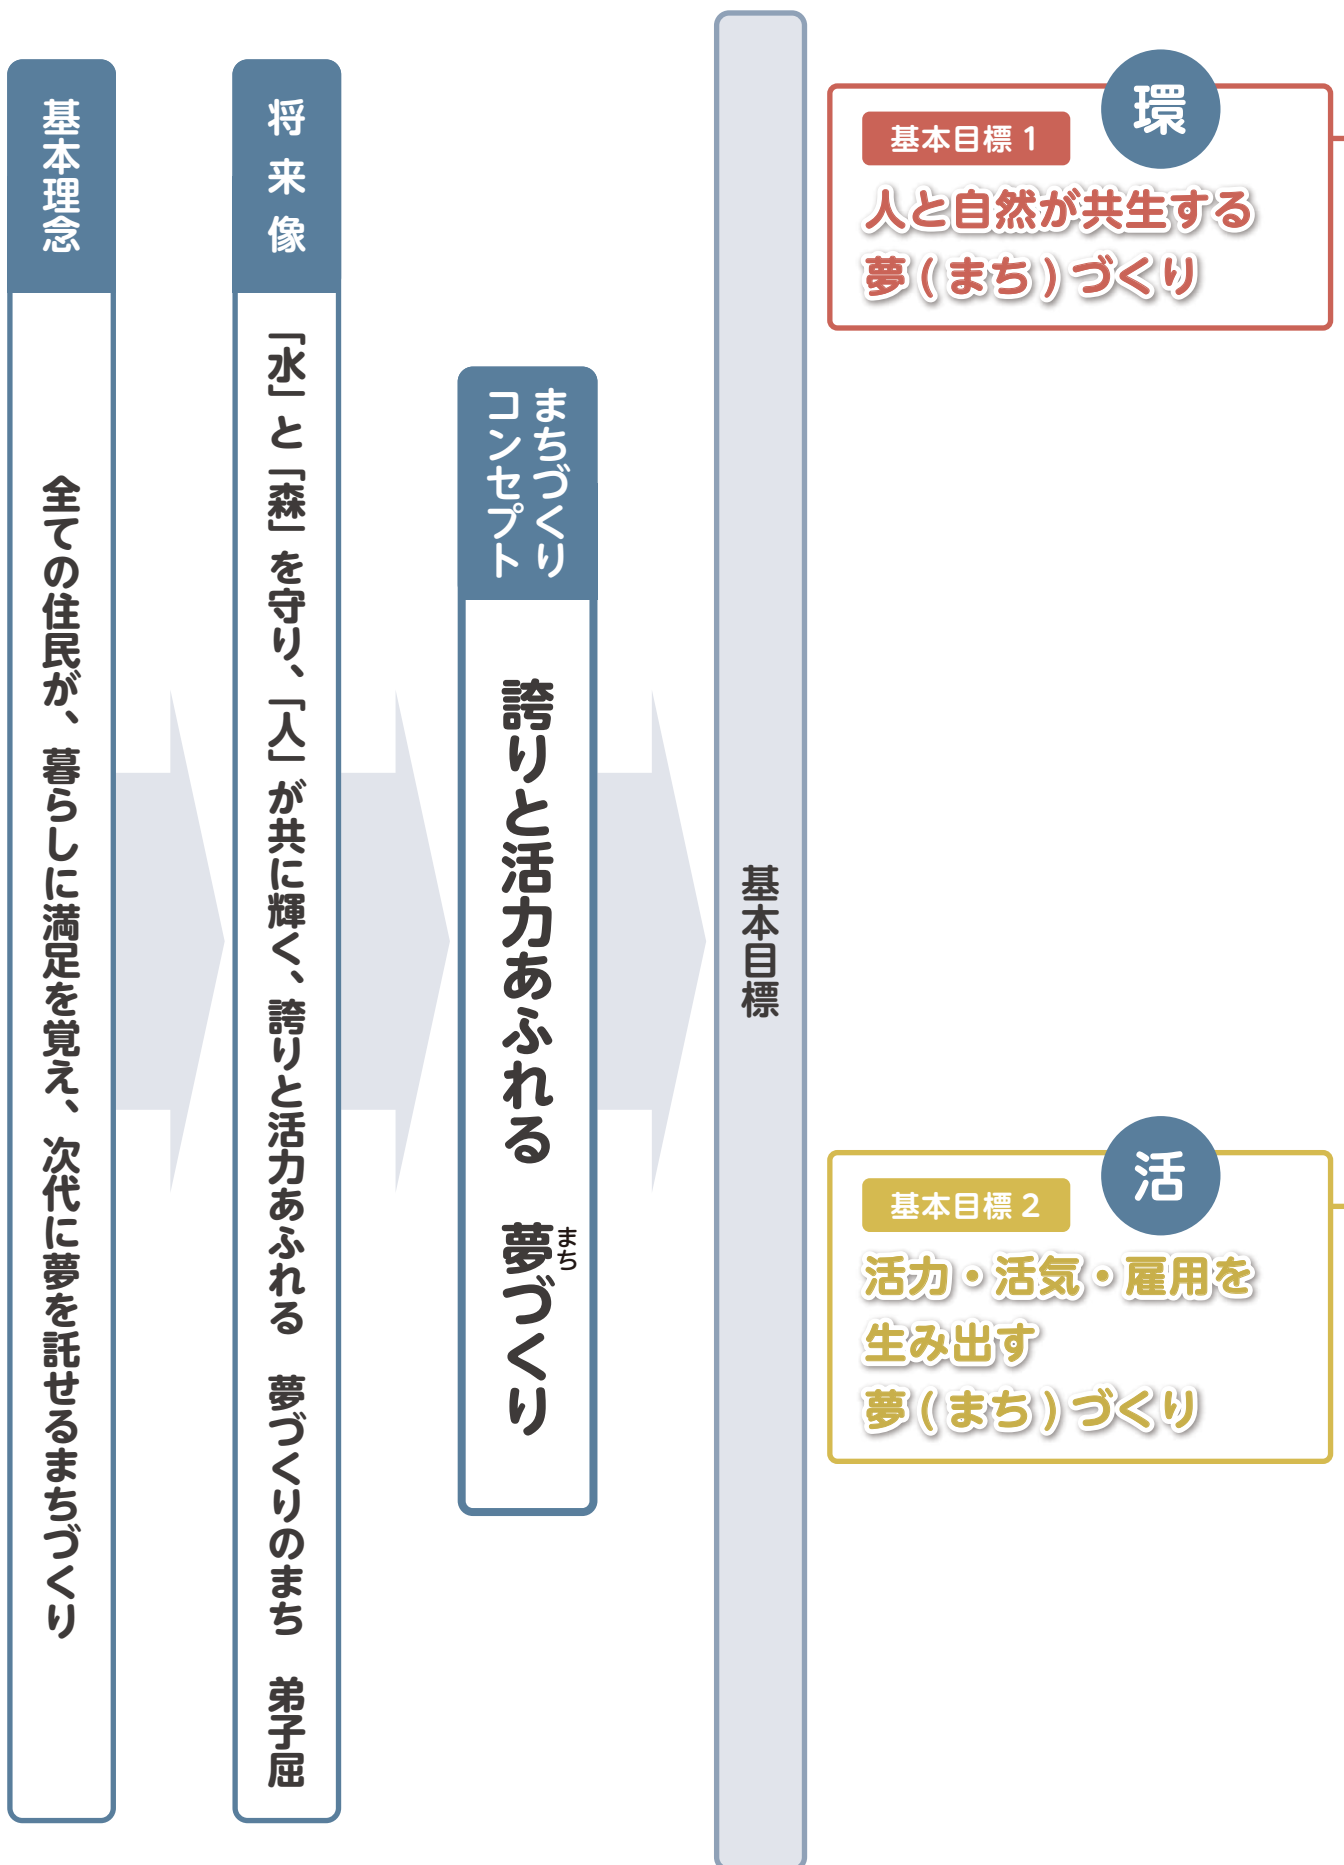 基本理念
全ての住民が、暮らしに満足を覚え、次代に夢を託せるまちづくり
将来像
「水」と「森」を守り、「人」が共に輝く、誇りと活力あふれる 夢づくりのまち 弟子屈
まちづくり
コンセプト
誇りと活力あふれる 夢づくり
まち
基本目標
環
基本目標 1
人と自然が共生する
夢(まち)づくり
活
基本目標 2
活力・活気・雇用を
生み出す
夢(まち)づくり